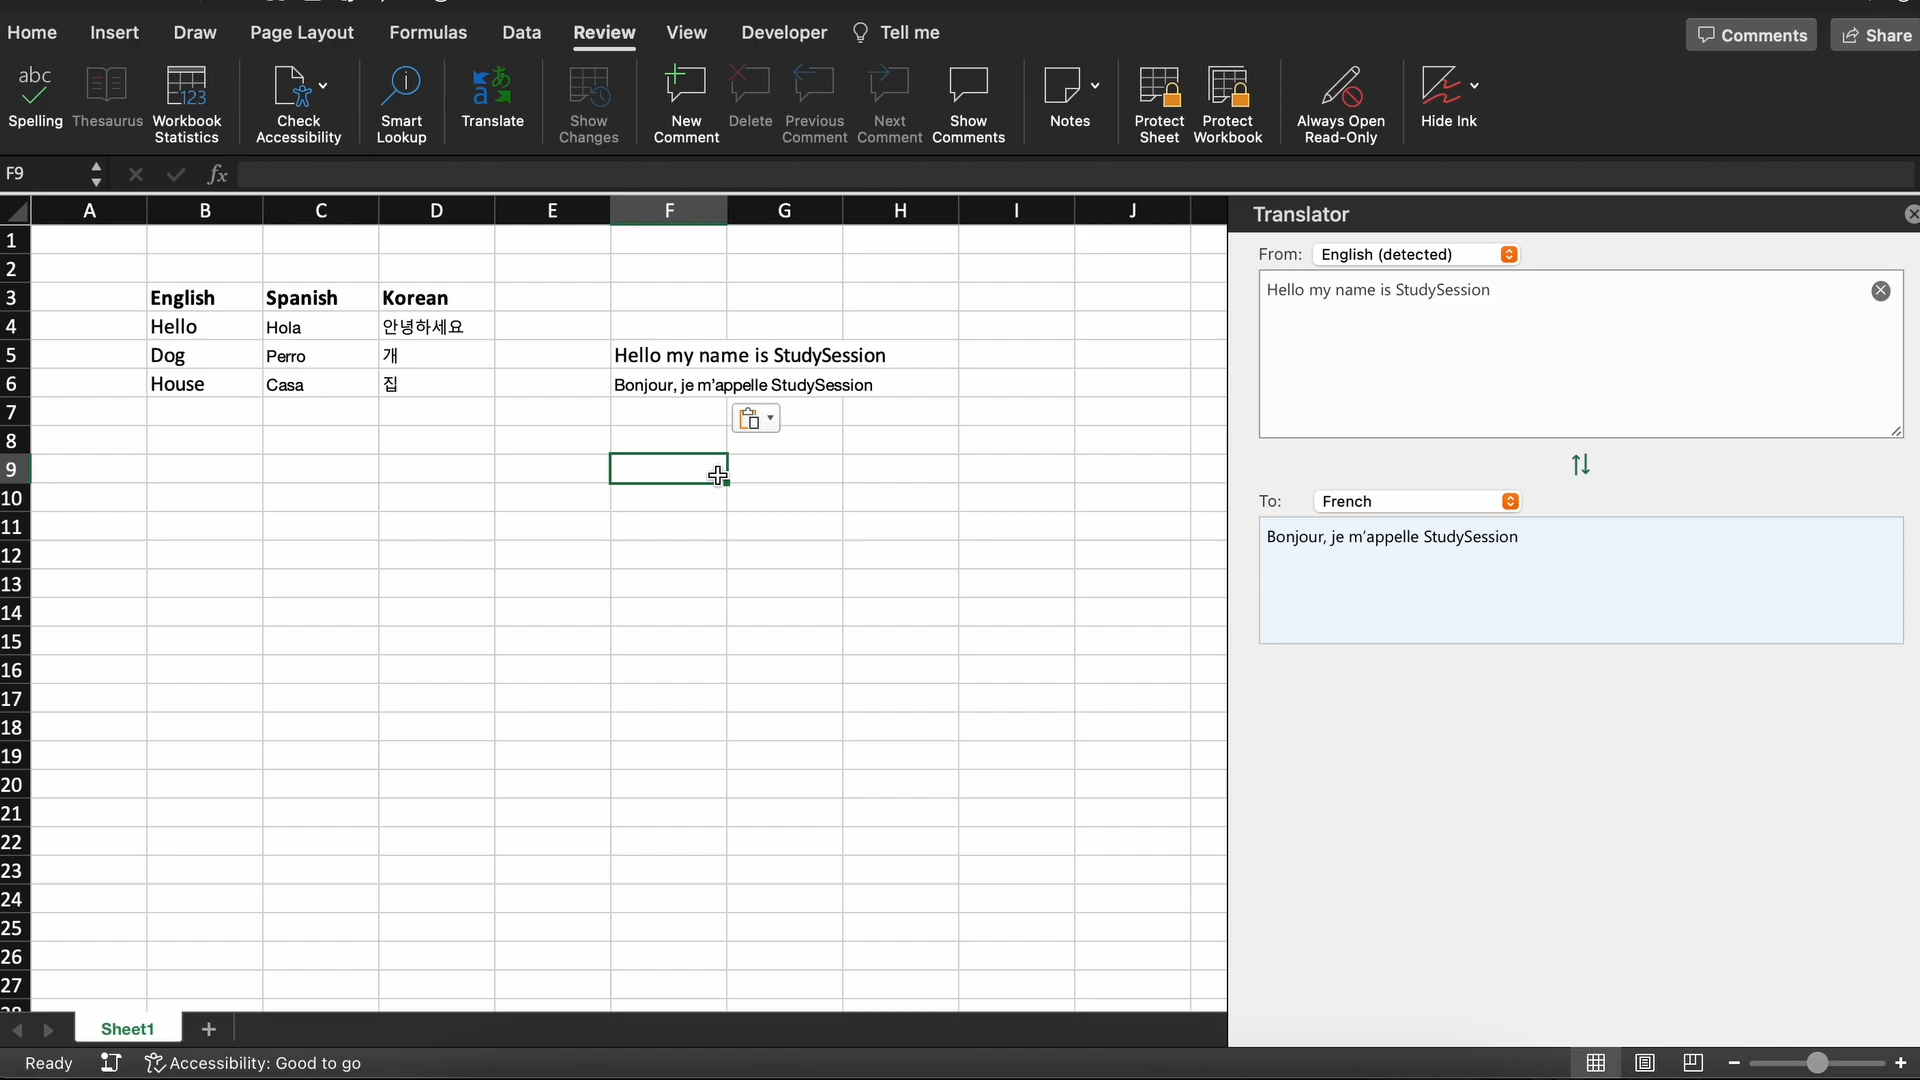 Home Insert Draw Page Layout Formulas Data Review View Developer Tell me Comments Share
abc
Spelling Thesaurus Workbook Statistics Check Accessibility Smart Lookup Translate Show Changes New Comment Delete Previous Comment Next Comment Show Comments Notes Protect Sheet Protect Workbook Always Open Read-Only Hide Ink
F9 fx
A B C D E F G H I J
Translator
From: English (detected)
Hello my name is StudySession
To: French
Bonjour, je m’appelle StudySession
1
2
3 English Spanish Korean
4 Hello Hola 안녕하세요
5 Dog Perro 개 Hello my name is StudySession
6 House Casa 집 Bonjour, je m’appelle StudySession
7
8
9
10
11
12
13
14
15
16
17
18
19
20
21
22
23
24
25
26
27
Sheet1 +
Ready Accessibility: Good to go